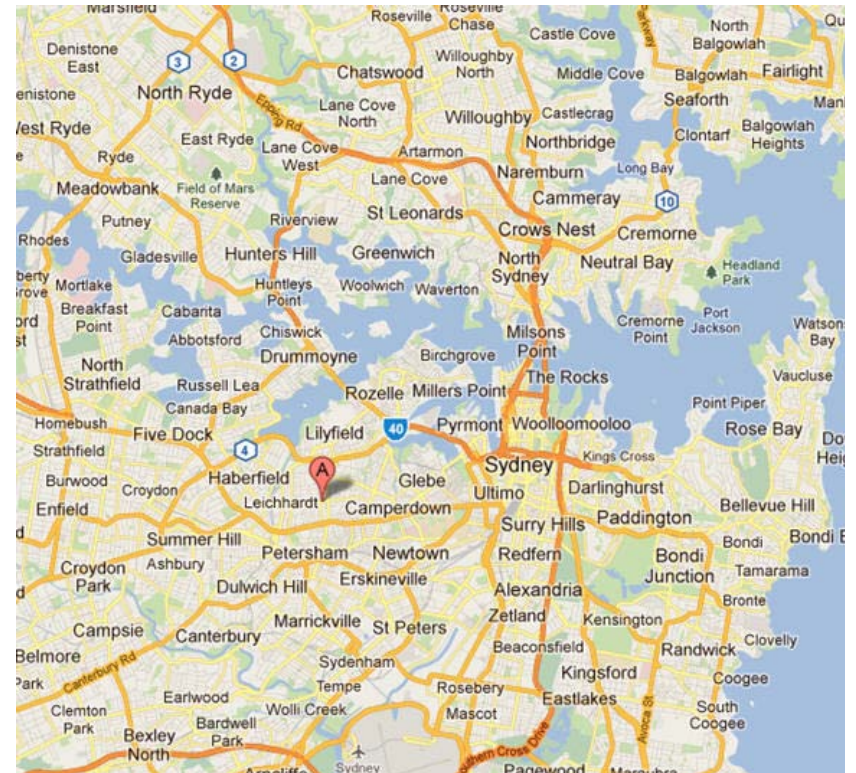 Marsfield
Roseville
Roseville
Chase
Castle Cove
North
Balgowlah
Denistone
East
3
2
Chatswood
Willoughby
North
Middle Cove
Balgowlah
Fairlight
enistone
North Ryde
Epping Rd
Lane Cove
North
Willoughby
Castlecrag
Seaforth
West Ryde
East Ryde
Northbridge
Clontarf
Balgowlah
Heights
Ryde
Lane Cove
West
Artarmon
Naremburn
Long Bay
Meadowbank
Field of Mars
Reserve
Lane Cove
Cammeray
10
Putney
Riverview
St Leonards
Crows Nest
Cremorne
Rhodes
Gladesville
Hunters Hill
Greenwich
North
Sydney
Neutral Bay
Headland
Park
Mortlake
Huntleys
Point
Woolwich
Waverton
Breakfast
Point
Cabarita
Abbotsford
Chiswick
Milsons
Point
Cremorne
Point
Port
Jackson
Watsons
Bay
North
Strathfield
Drummoyne
Birchgrove
Russell Lea
Rozelle
Millers Point
The Rocks
Vaucluse
Homebush
Canada Bay
Point Piper
Strathfield
Five Dock
Lilyfield
40
Pyrmont
Woolloomooloo
Rose Bay
4
Kings Cross
Burwood
Croydon
Haberfield
A
Leichhardt
Glebe
Sydney
Ultimo
Darlinghurst
Enfield
Camperdown
Bellevue Hill
Summer Hill
Surry Hills
Paddington
Croydon
Park
Ashbury
Petersham
Newtown
Redfern
Bondi
Junction
Bondi
Bondi B
Dulwich Hill
Erskineville
Tamarama
Alexandria
Bronte
Campsie
Canterbury
Marrickville
St Peters
Zetland
Kensington
Belmore
Beaconsfield
Randwick
Clovelly
Park
Canterbury Rd
Sydenham
Kingsford
Coogee
Earlwood
Tempe
Rosebery
Eastlakes
Clemton
Park
Wolli Creek
Mascot
Avoca St
South
Coogee
Bexley
North
Bardwell
Park
Southern Cross Drive
Arncliffe
Sydney
Pagewood
Maroubra